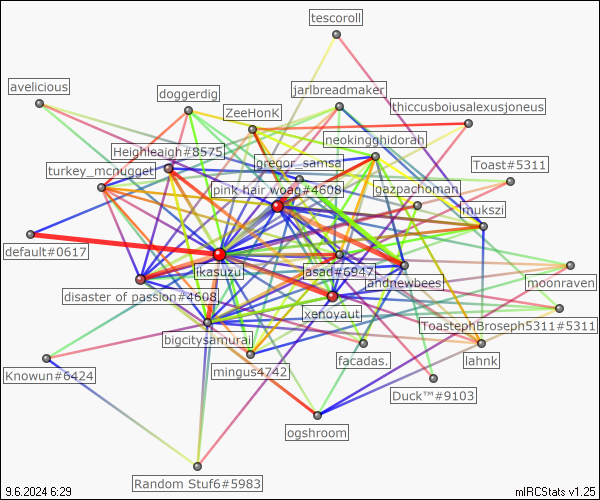 tescoroll
avelicious
doggerdig
jarlbreadmaker
thiccusboiusalexusjoneus
ZeeHonK
neokingghidorah
Heighleaigh#8575
gregor_samsa
Toast#5311
turkey_mcnugget
pink hair woag#4608
gazpachoman
mukszi
default#0617
ikasuzu
asad#6947
andnewbees
moonraven
disaster of passion#4608
xenoyaut
ToastephBroseph5311#5311
bigcitysamurai
facadas.
lahnk
Knowun#6424
mingus4742
Duck™#9103
ogshroom
Random Stuf6#5983
9.6.2024 6:29
mIRCStats v1.25